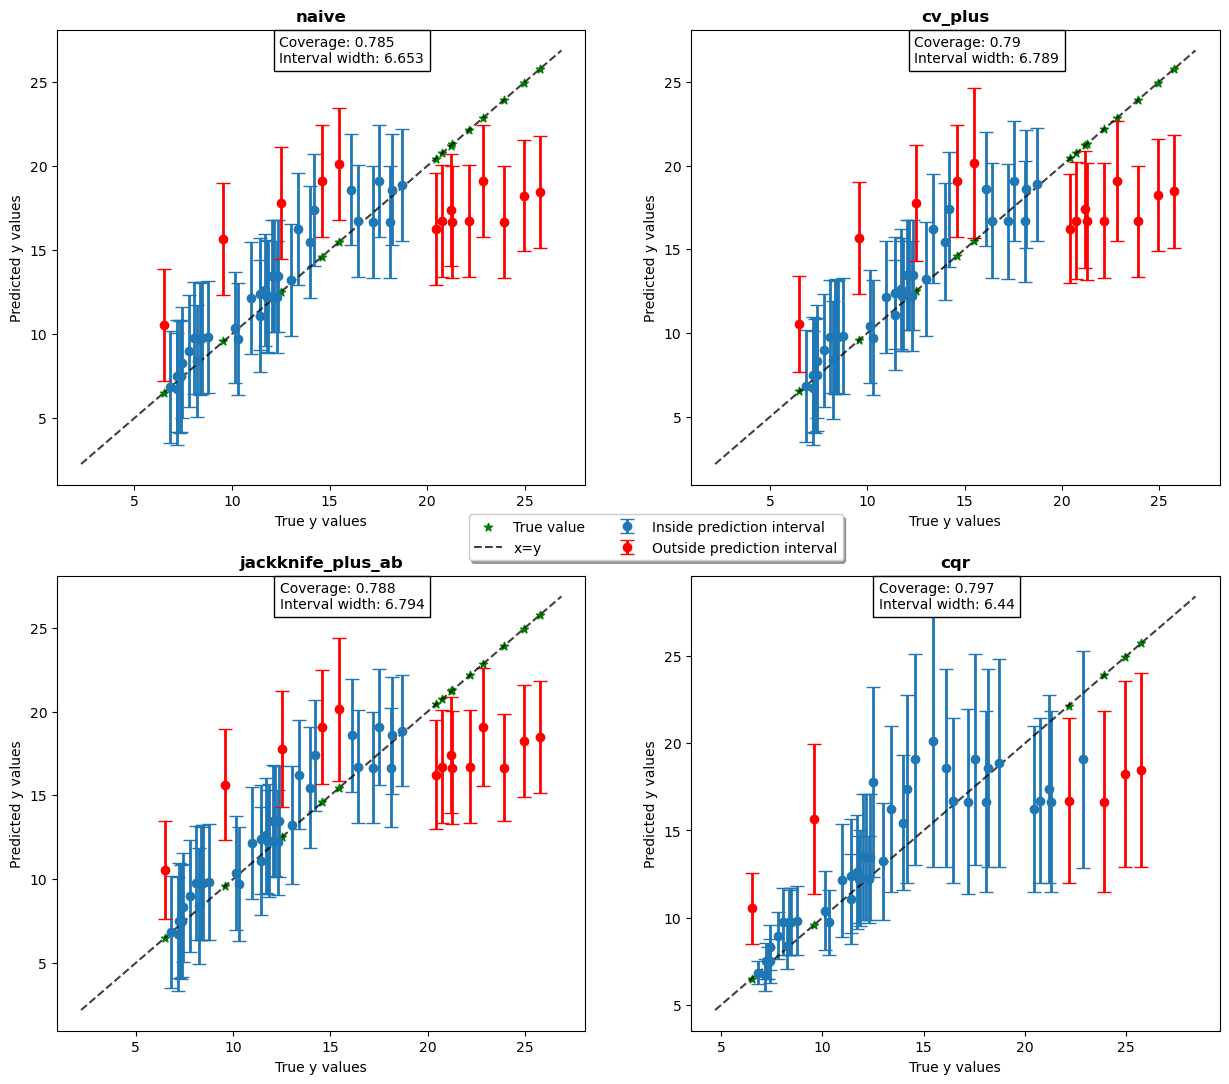 naive
Coverage: 0.785
Interval width: 6.653
25
20
15
10
5
Predicted y values
5 10 15 20 25
True y values
cv_plus
Coverage: 0.79
Interval width: 6.789
25
20
15
10
5
Predicted y values
5 10 15 20 25
True y values
True value
x=y
Inside prediction interval
Outside prediction interval
jackknife_plus_ab
Coverage: 0.788
Interval width: 6.794
25
20
15
10
5
Predicted y values
5 10 15 20 25
True y values
cqr
Coverage: 0.797
Interval width: 6.44
25
20
15
10
5
Predicted y values
5 10 15 20 25
True y values